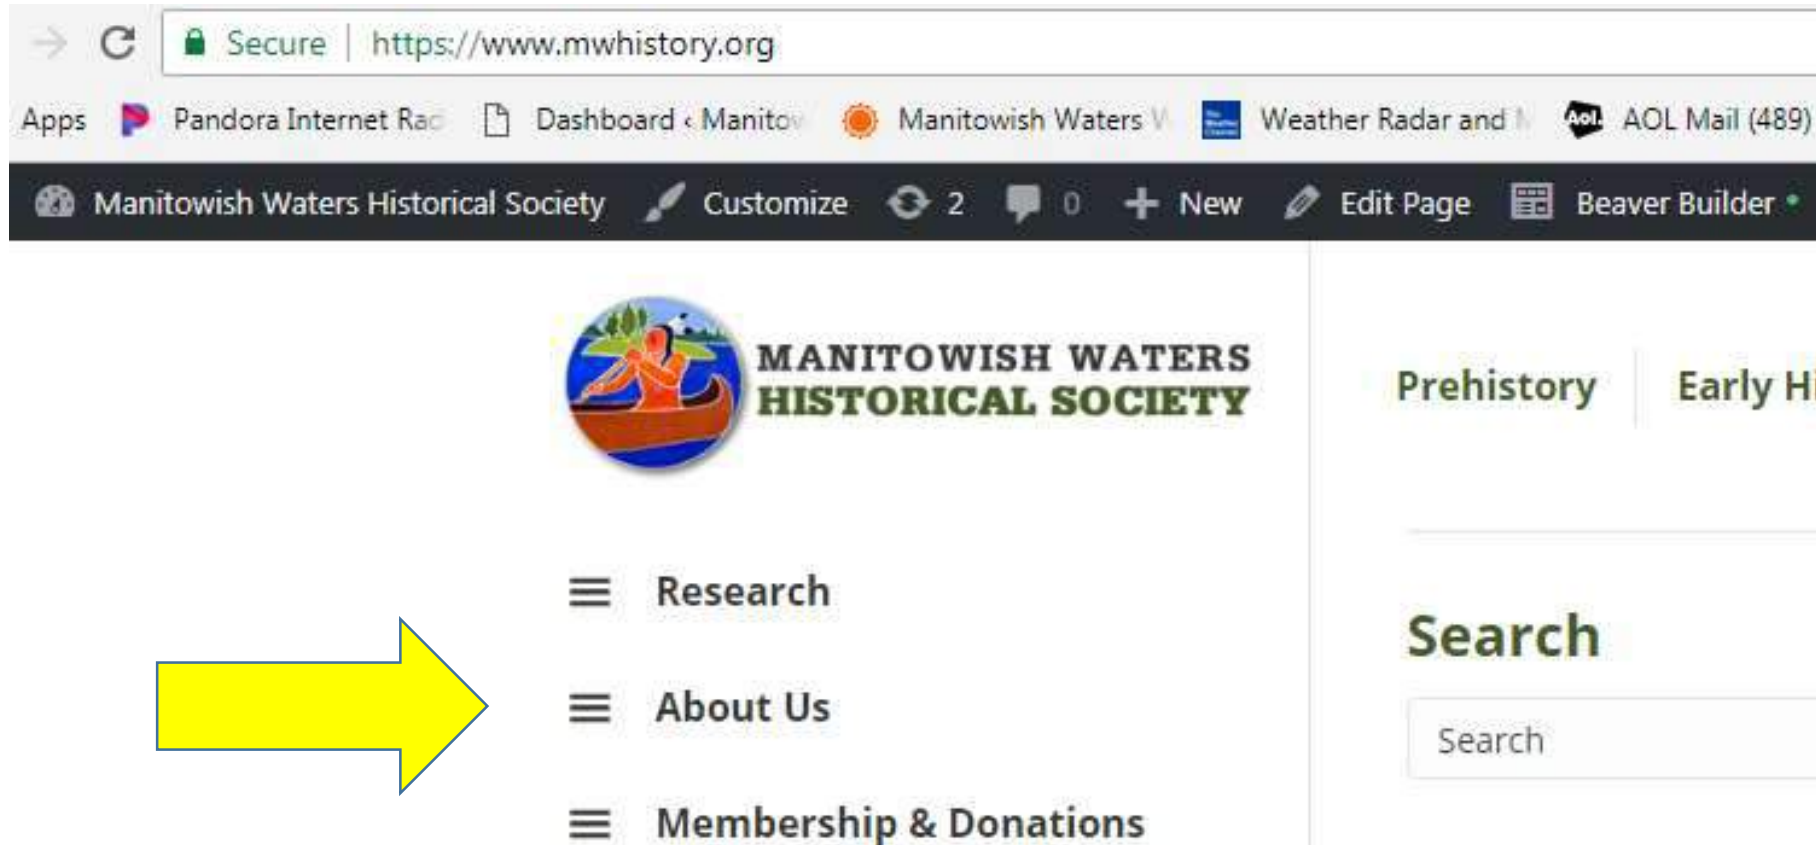 Secure | https://www.mwhistory.org
Apps Pandora Internet Rad Dashboard ‹ Manitow Manitowish Waters W Weather Radar and M AOL Mail (489)
Manitowish Waters Historical Society Customize 2 0 New Edit Page Beaver Builder
MANITOWISH WATERS
HISTORICAL SOCIETY
Prehistory Early Hi
Research
About Us
Membership & Donations
Search
Search